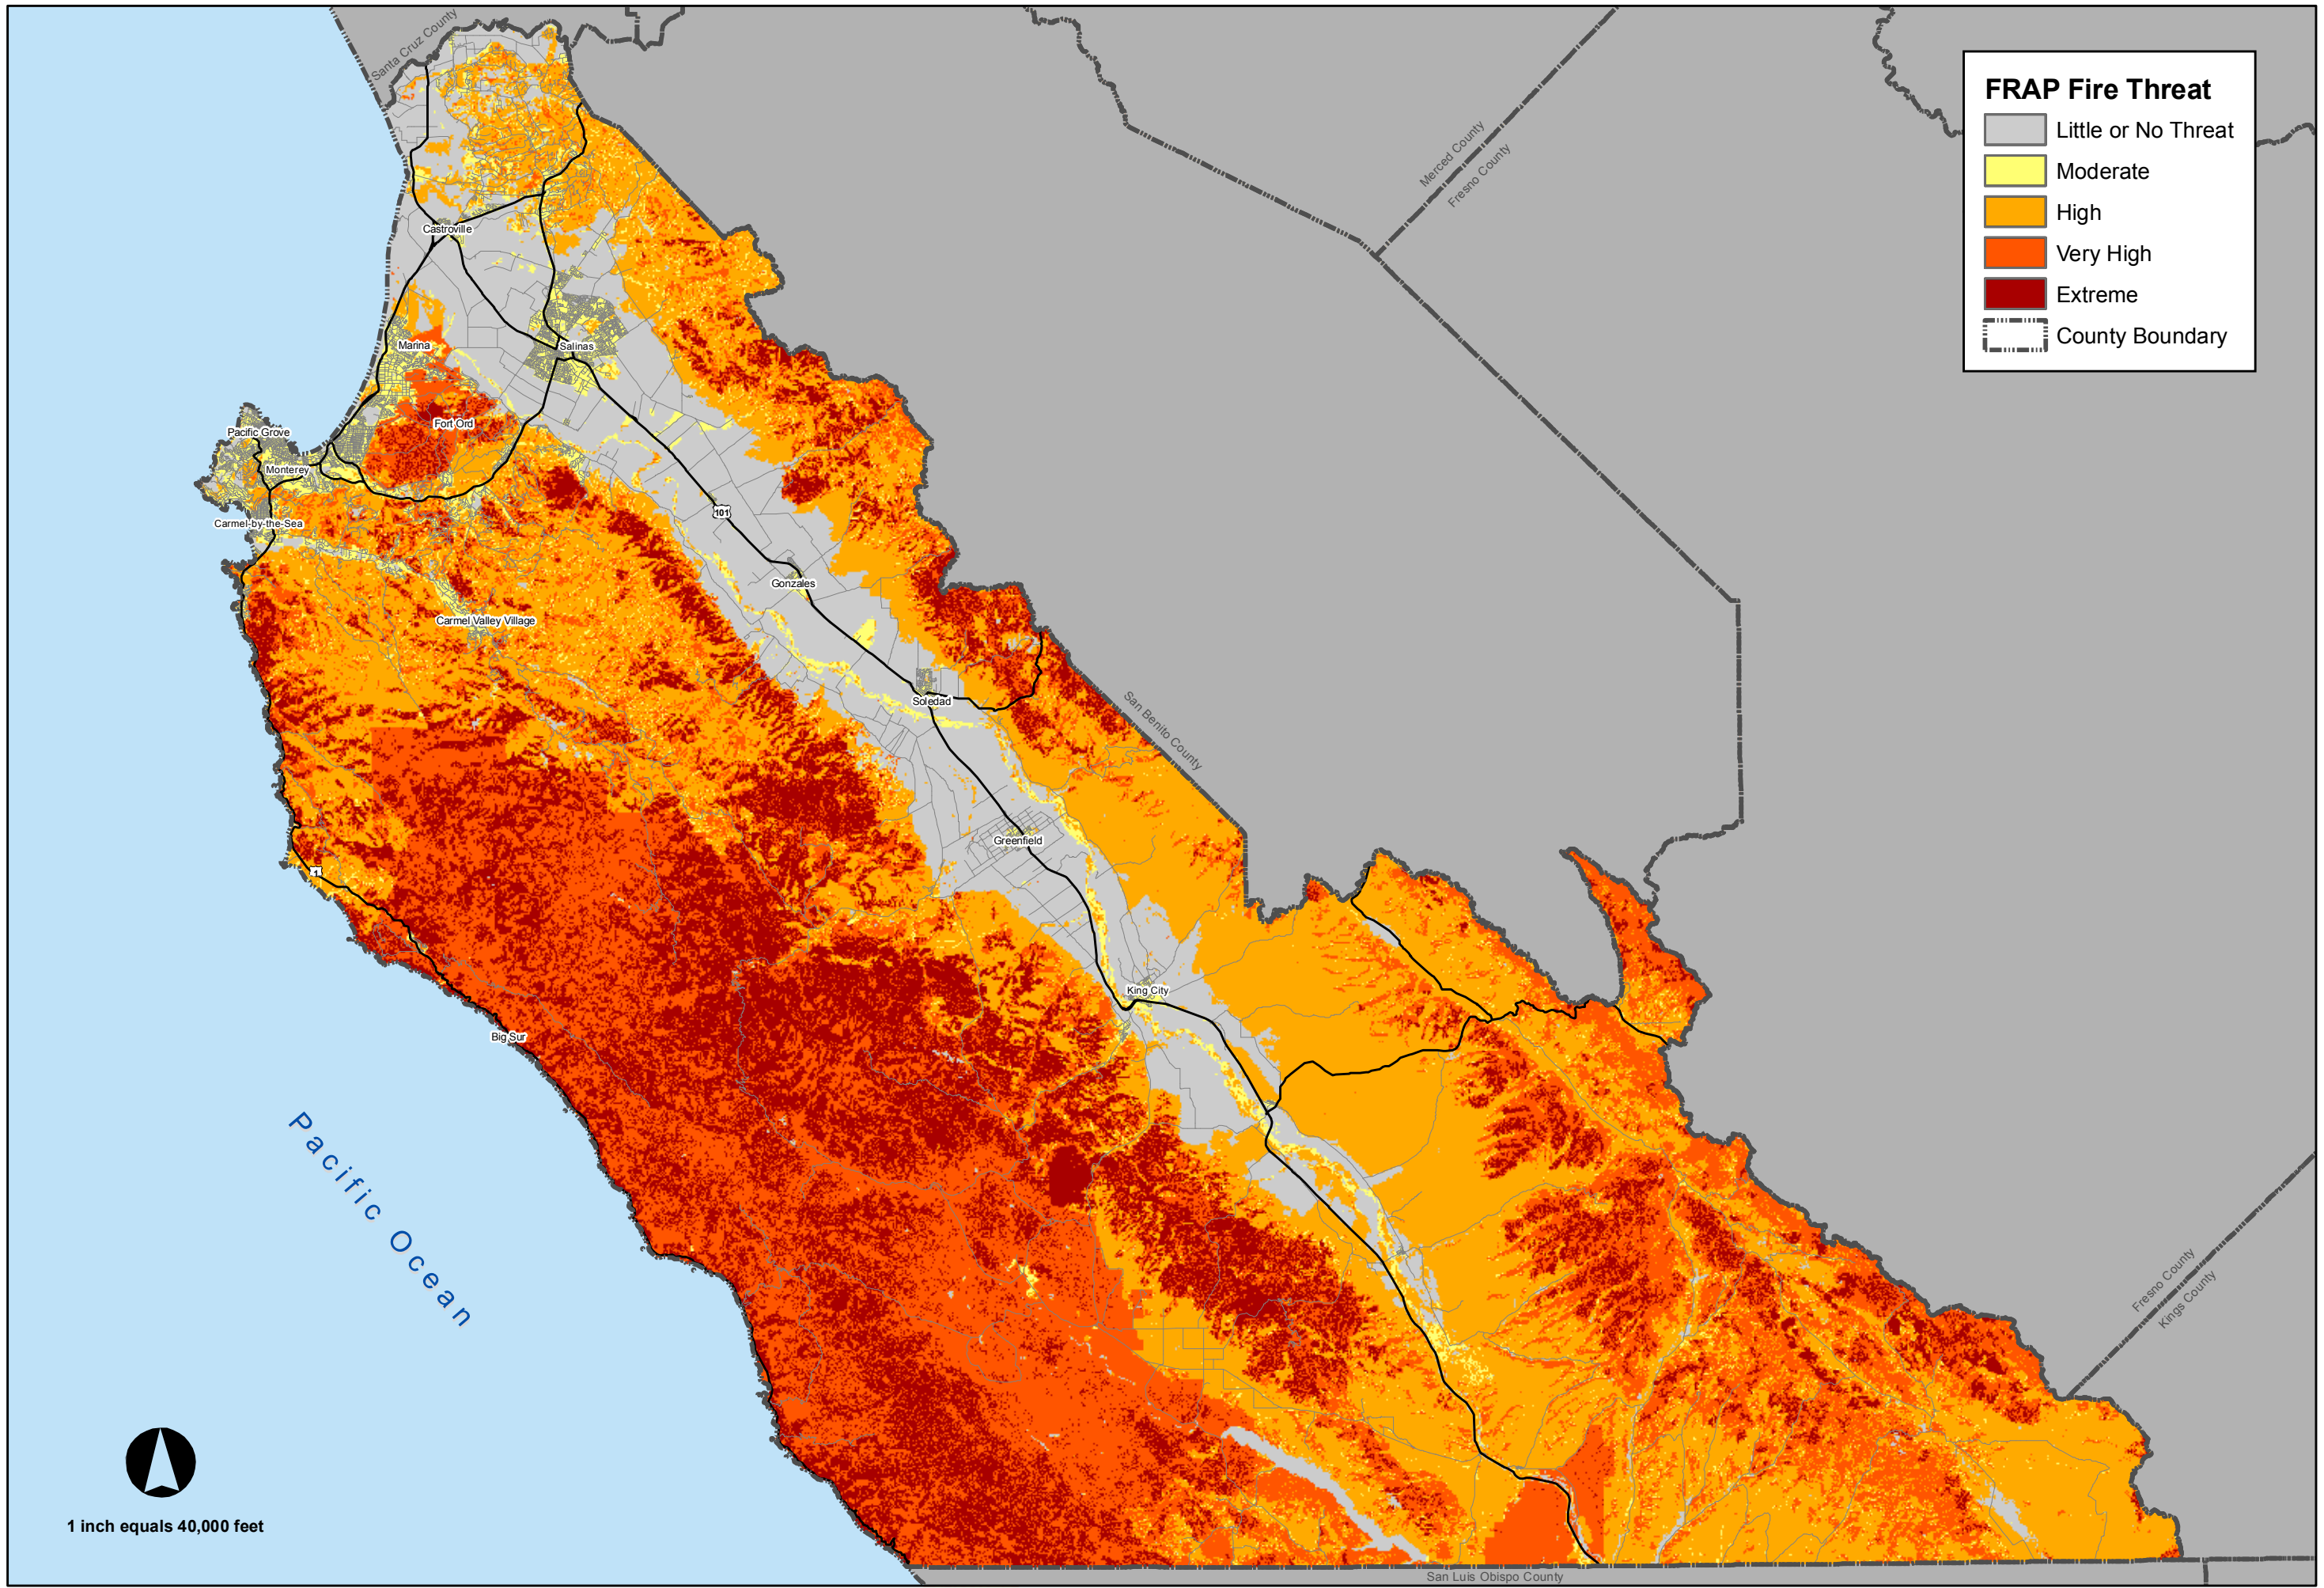 Santa Cruz County
Merced County
Fresno County
FRAP Fire Threat
Little or No Threat
Moderate
High
Very High
Extreme
County Boundary
Castroville
Marina
Salinas
Fort Ord
Pacific Grove
Monterey
Carmel-by-the-Sea
101
Gonzales
Carmel Valley Village
Soledad
San Benito County
Greenfield
1
King City
Big Sur
Pacific Ocean
Fresno County
Kings County
1 inch equals 40,000 feet
San Luis Obispo County